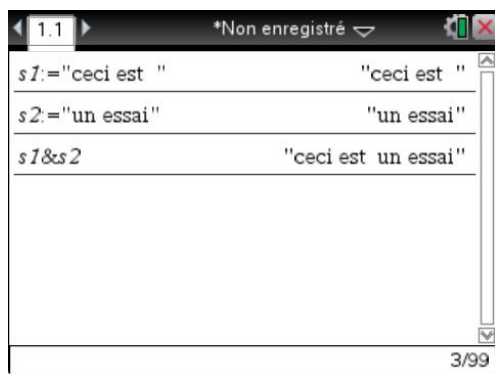 1.1 *Non enregistré
s1:="ceci est " "ceci est "
s2:="un essai" "un essai"
s1&s2 "ceci est un essai"
3/99